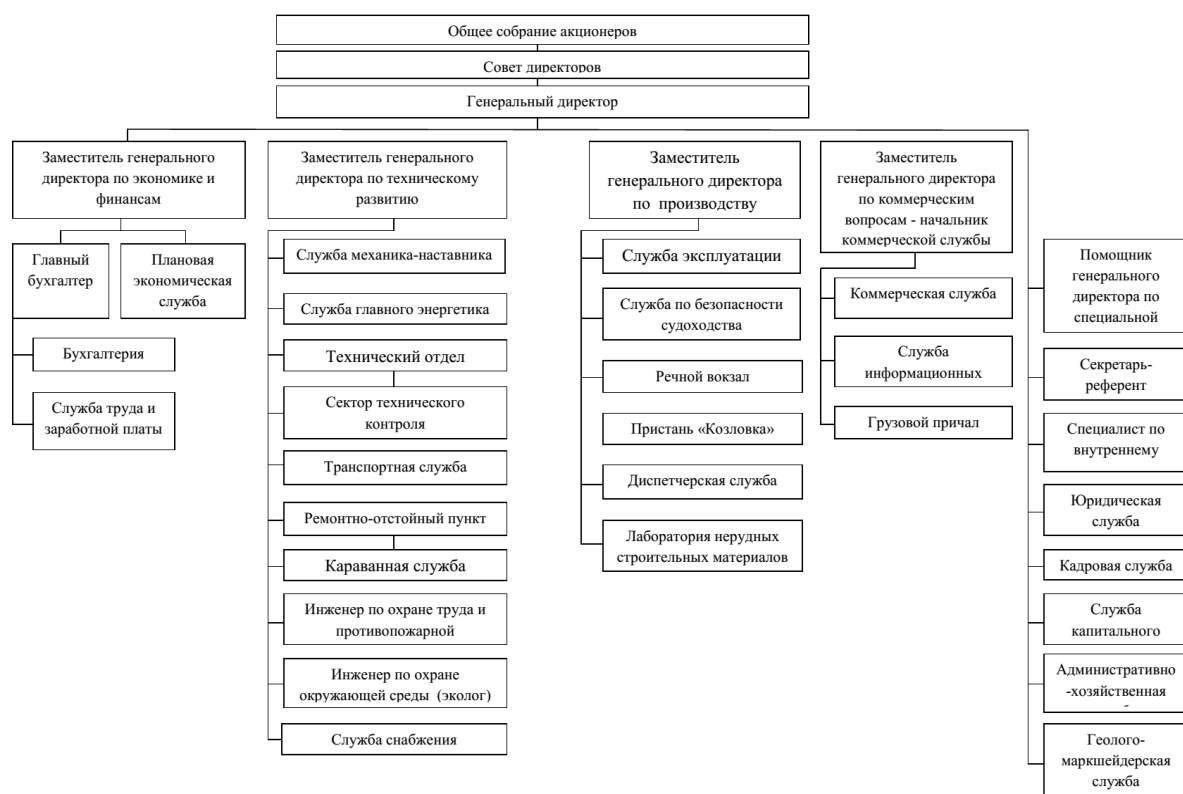 Общее собрание акционеров
Совет директоров
Генеральный директор
Заместитель генерального
директора по экономике и
финансам
Главный
бухгалтер
Плановая
экономическая
служба
Бухгалтерия
Служба труда и
заработной платы
Заместитель генерального
директора по техническому
развитию
Служба механика-наставника
Служба главного энергетика
Технический отдел
Сектор технического
контроля
Транспортная служба
Ремонтно-отстойный пункт
Караванная служба
Инженер по охране труда и
противопожарной
Инженер по охране
окружающей среды (эколог)
Служба снабжения
Заместитель
генерального директора
по производству
Служба эксплуатации
Служба по безопасности
судоходства
Речной вокзал
Пристань «Козловка»
Диспетчерская служба
Лаборатория нерудных
строительных материалов
Заместитель
генерального директора
по коммерческим
вопросам - начальник
коммерческой службы
Коммерческая служба
Служба
информационных
Грузовой причал
Помощник
генерального
директора по
специальной
Секретарь-
референт
Специалист по
внутреннему
Юридическая
служба
Кадровая служба
Служба
капитального
Административно
-хозяйственная
Геолого-
маркшейдерская
служба